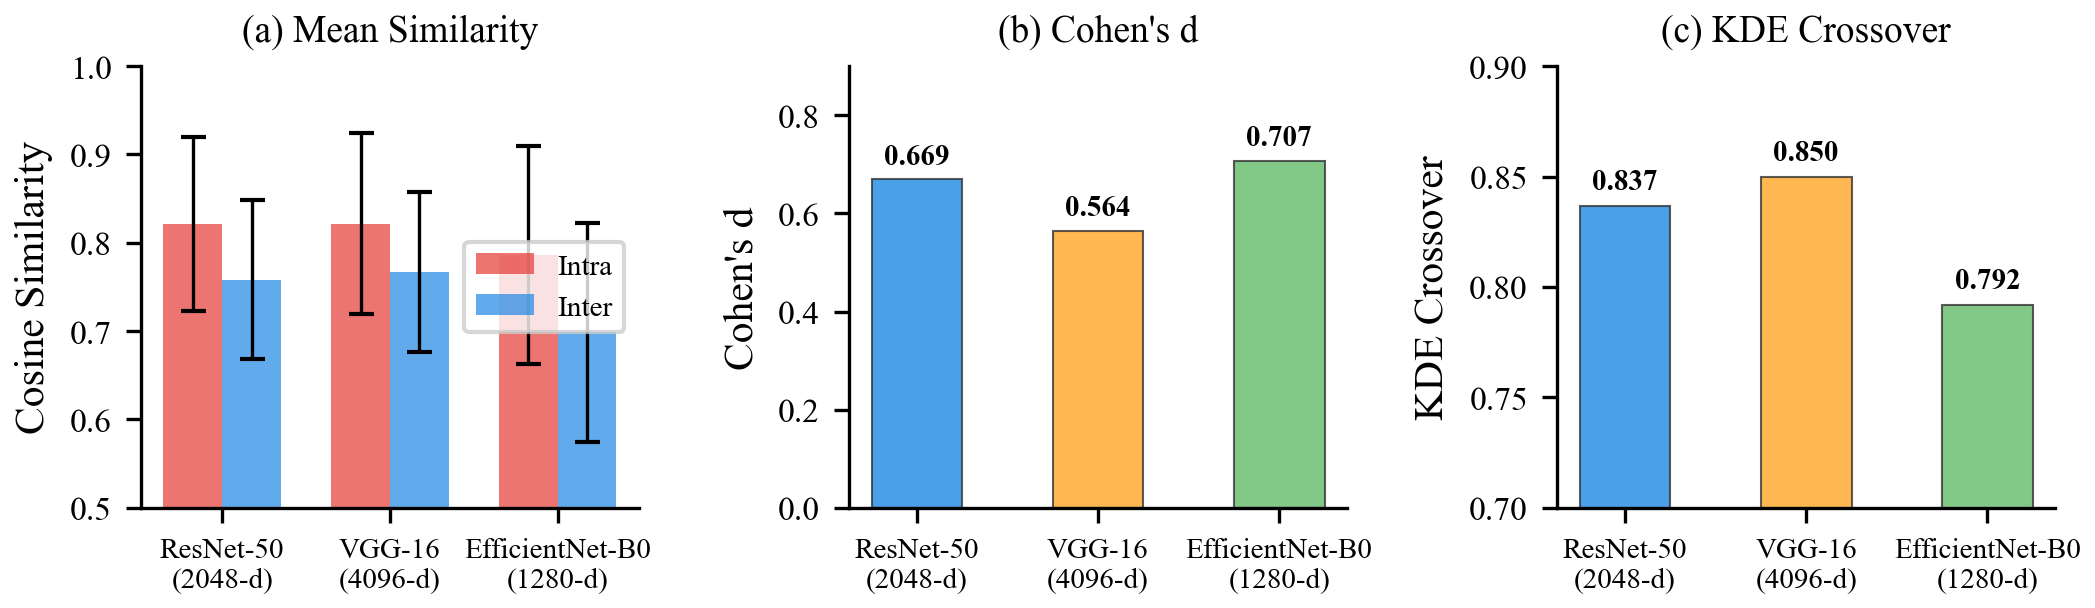 (a) Mean Similarity
Cosine Similarity
1.0
0.9
0.8
0.7
0.6
0.5
Intra
Inter
ResNet-50
(2048-d)
VGG-16
(4096-d)
EfficientNet-B0
(1280-d)
(b) Cohen's d
Cohen's d
0.8
0.6
0.4
0.2
0.0
0.669
0.564
0.707
ResNet-50
(2048-d)
VGG-16
(4096-d)
EfficientNet-B0
(1280-d)
(c) KDE Crossover
KDE Crossover
0.90
0.85
0.80
0.75
0.70
0.837
0.850
0.792
ResNet-50
(2048-d)
VGG-16
(4096-d)
EfficientNet-B0
(1280-d)